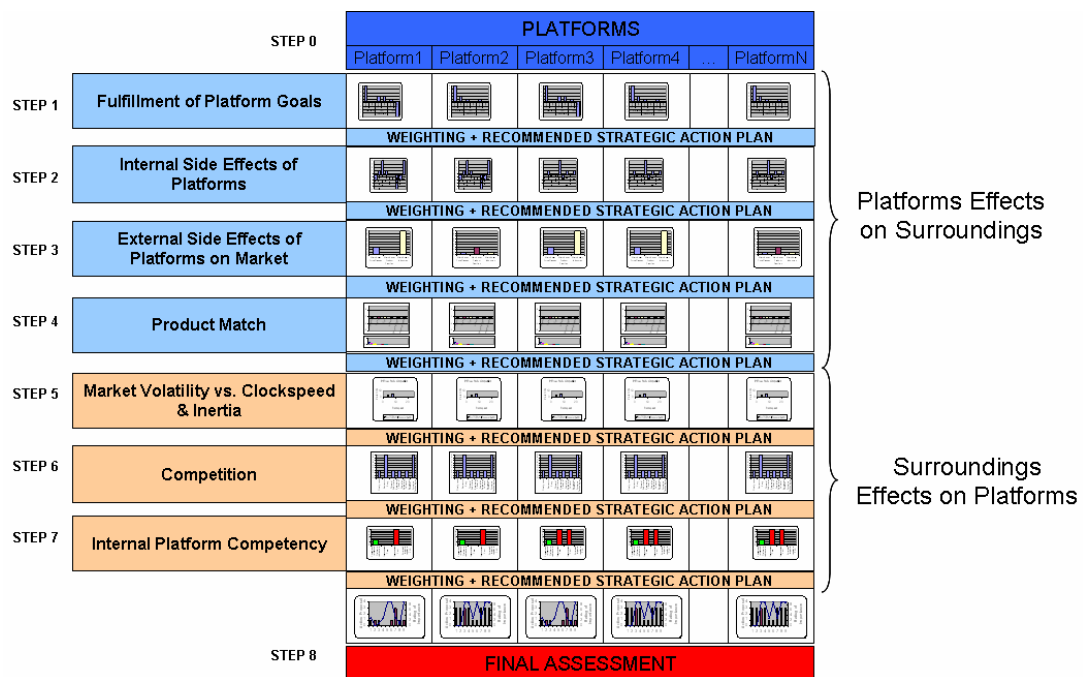 PLATFORMS
STEP 0
Platform1 Platform2 Platform3 Platform4 ... PlatformN
STEP 1
Fulfillment of Platform Goals
WEIGHTING + RECOMMENDED STRATEGIC ACTION PLAN
STEP 2
Internal Side Effects of
Platforms
WEIGHTING + RECOMMENDED STRATEGIC ACTION PLAN
STEP 3
External Side Effects of
Platforms on Market
WEIGHTING + RECOMMENDED STRATEGIC ACTION PLAN
STEP 4
Product Match
WEIGHTING + RECOMMENDED STRATEGIC ACTION PLAN
Platforms Effects
on Surroundings
STEP 5
Market Volatility vs. Clockspeed
& Inertia
WEIGHTING + RECOMMENDED STRATEGIC ACTION PLAN
STEP 6
Competition
WEIGHTING + RECOMMENDED STRATEGIC ACTION PLAN
STEP 7
Internal Platform Competency
WEIGHTING + RECOMMENDED STRATEGIC ACTION PLAN
Surroundings
Effects on Platforms
STEP 8
FINAL ASSESSMENT